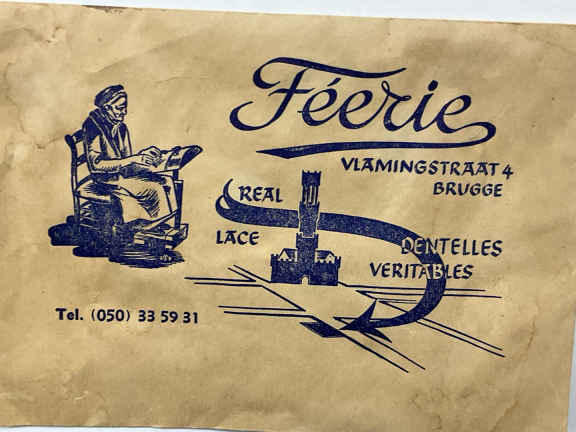 Féerie
VLAMINGSTRAAT 4
BRUGGE
REAL
LACE
DENTELLES
VERITABLES
Tel. (050) 33 59 31